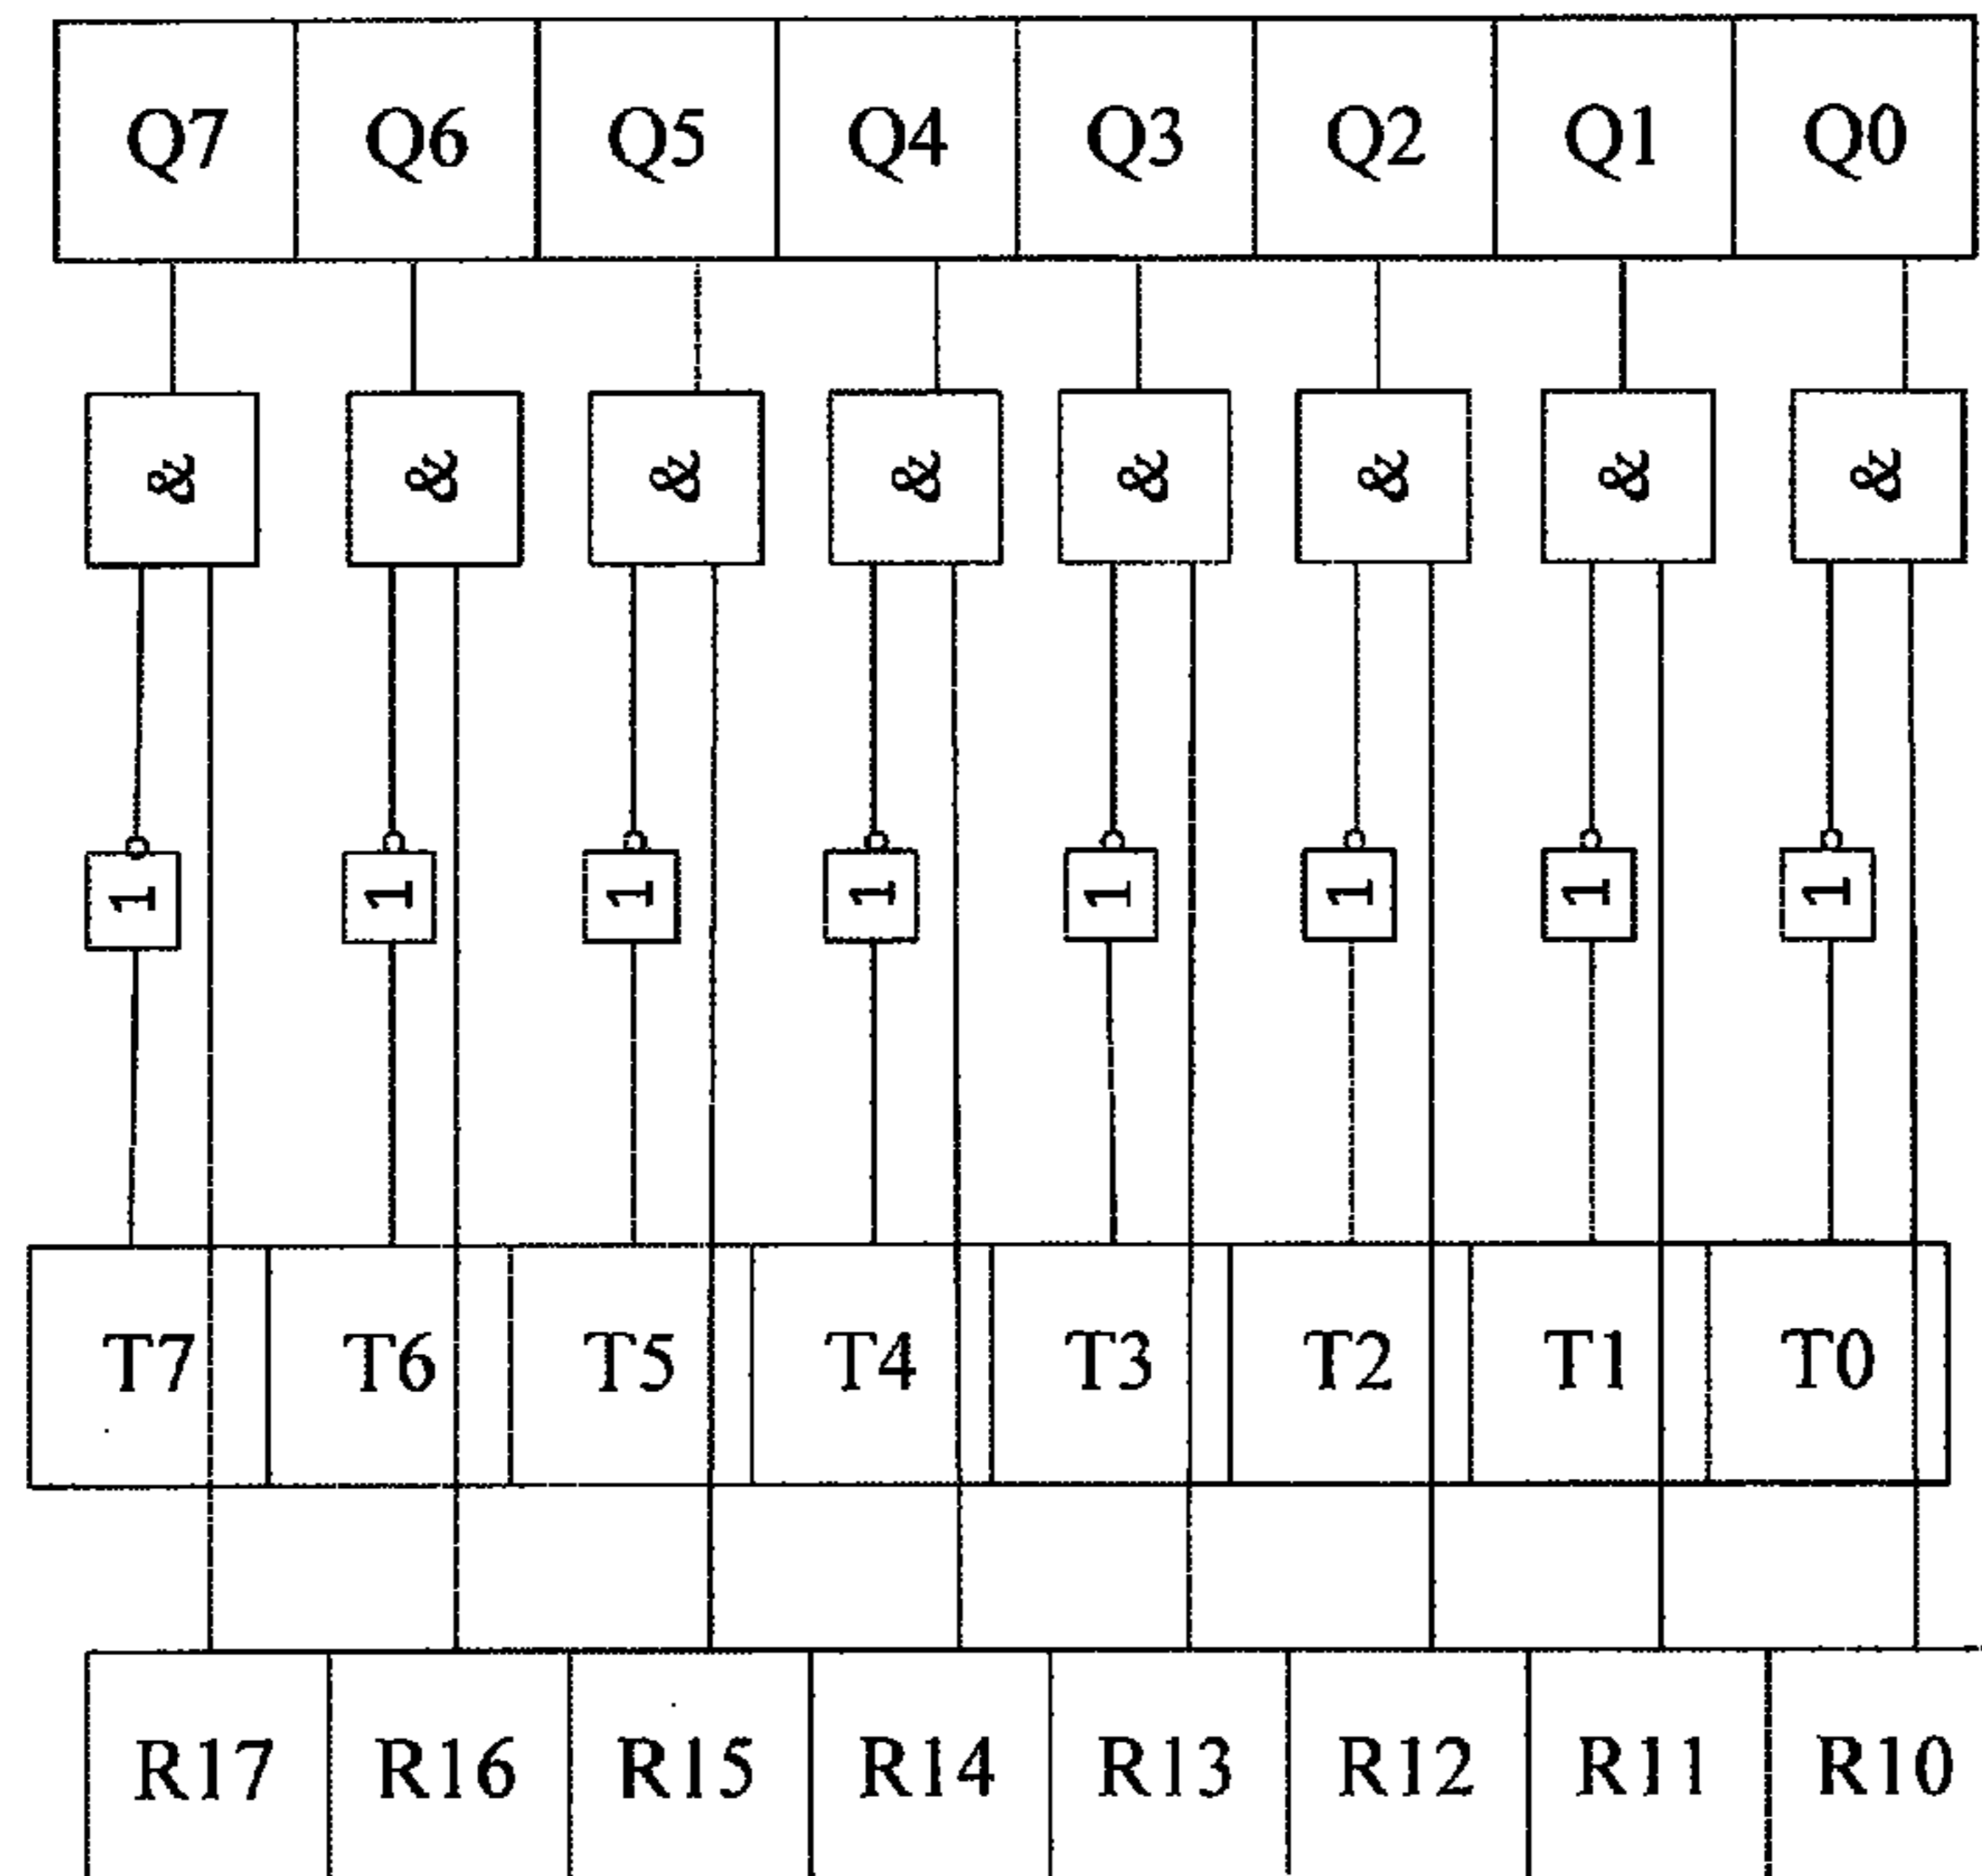 Q7 Q6 Q5 Q4 Q3 Q2 Q1 Q0
& & & & & & & &
1 1 1 1 1 1 1 1
T7 T6 T5 T4 T3 T2 T1 T0
R17 R16 R15 R14 R13 R12 R11 R10